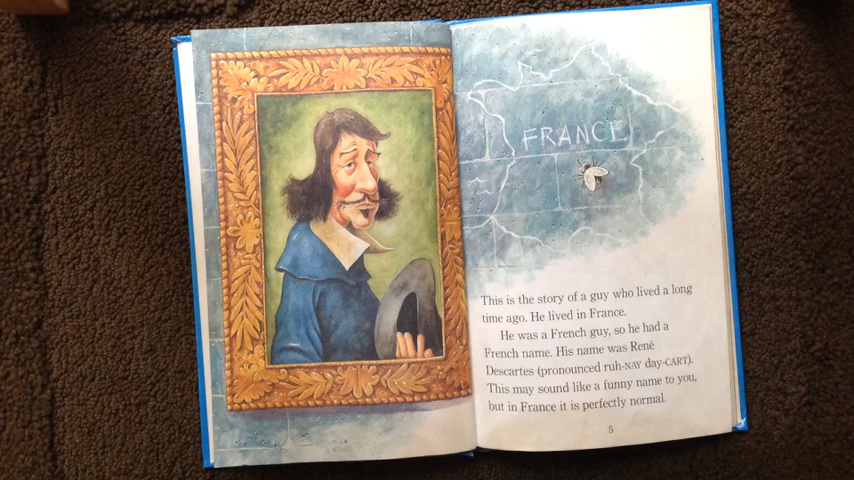 FRANCE
This is the story of a guy who lived a long
time ago. He lived in France.
He was a French guy, so he had a
French name. His name was René
Descartes (pronounced ruh-NAY day-CART).
This may sound like a funny name to you,
but in France it is perfectly normal.
5